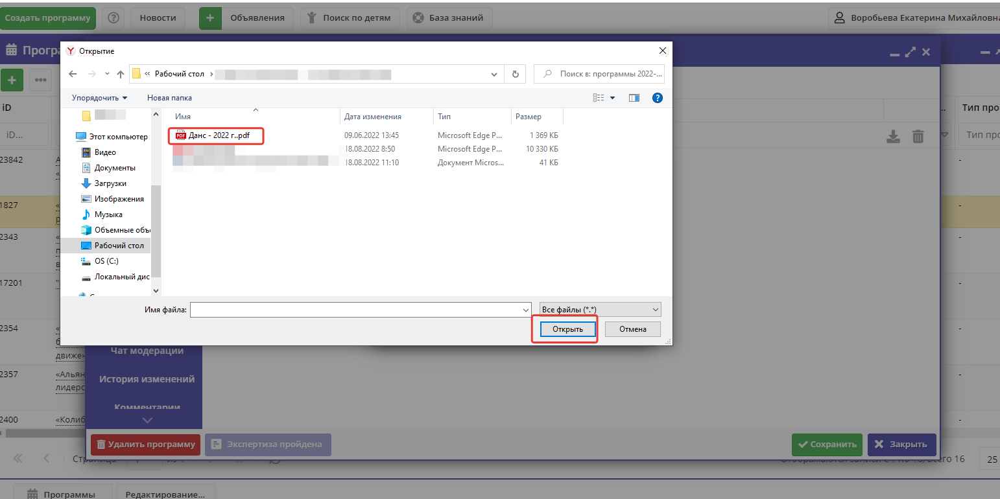 Создать программу
Новости
+ Объявления
Поиск по детям
База знаний
Воробьева Екатерина Михайловна
Прогр
Открытие
« Рабочий стол ›
Поиск в: программы 2022-...
Упорядочить
Новая папка
Имя
Дата изменения
Тип
Размер
Данс - 2022 г..pdf
09.06.2022 13:45
Microsoft Edge P...
1 369 КБ
18.08.2022 8:50
Microsoft Edge P...
10 330 КБ
18.08.2022 11:10
Документ Micros...
41 КБ
Этот компьютер
Видео
Документы
Загрузки
Изображения
Музыка
Объемные объ
Рабочий стол
OS (C:)
Локальный дис
Имя файла:
Все файлы (*.*)
Открыть
Отмена
iD
iD...
Тип про
Тип про
23842
1827
2343
17201
2354
движен
2357
«Альян
лидерс
2400
«Колиб
Чат модерации
История изменений
Комментарии
Удалить программу
Экспертиза пройдена
Сохранить
Закрыть
25
Программы
Редактирование...